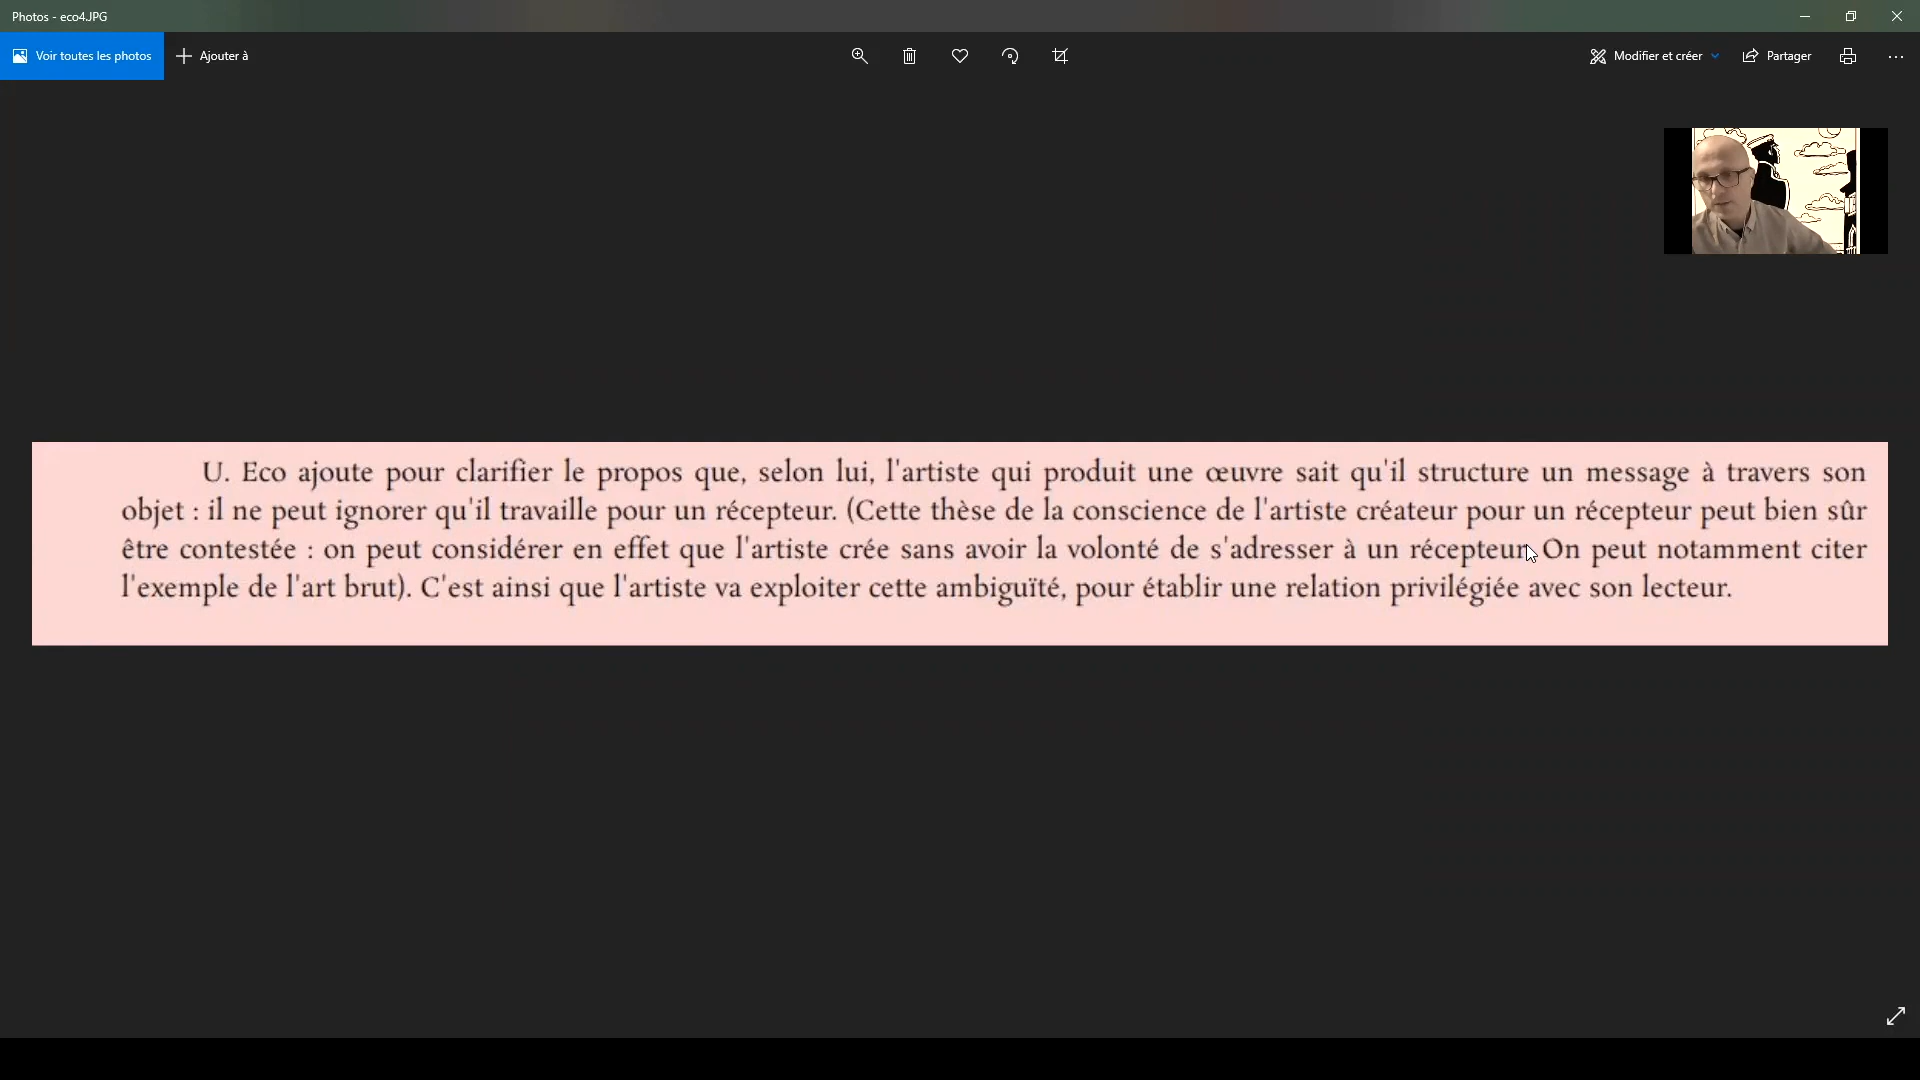 Photos - eco4.JPG
Voir toutes les photos
Ajouter à
Modifier et créer
Partager
U. Eco ajoute pour clarifier le propos que, selon lui, l'artiste qui produit une œuvre sait qu'il structure un message à travers son
objet : il ne peut ignorer qu'il travaille pour un récepteur. (Cette thèse de la conscience de l'artiste créateur pour un récepteur peut bien sûr
être contestée : on peut considérer en effet que l'artiste crée sans avoir la volonté de s'adresser à un récepteur. On peut notamment citer
l'exemple de l'art brut). C'est ainsi que l'artiste va exploiter cette ambiguïté, pour établir une relation privilégiée avec son lecteur.